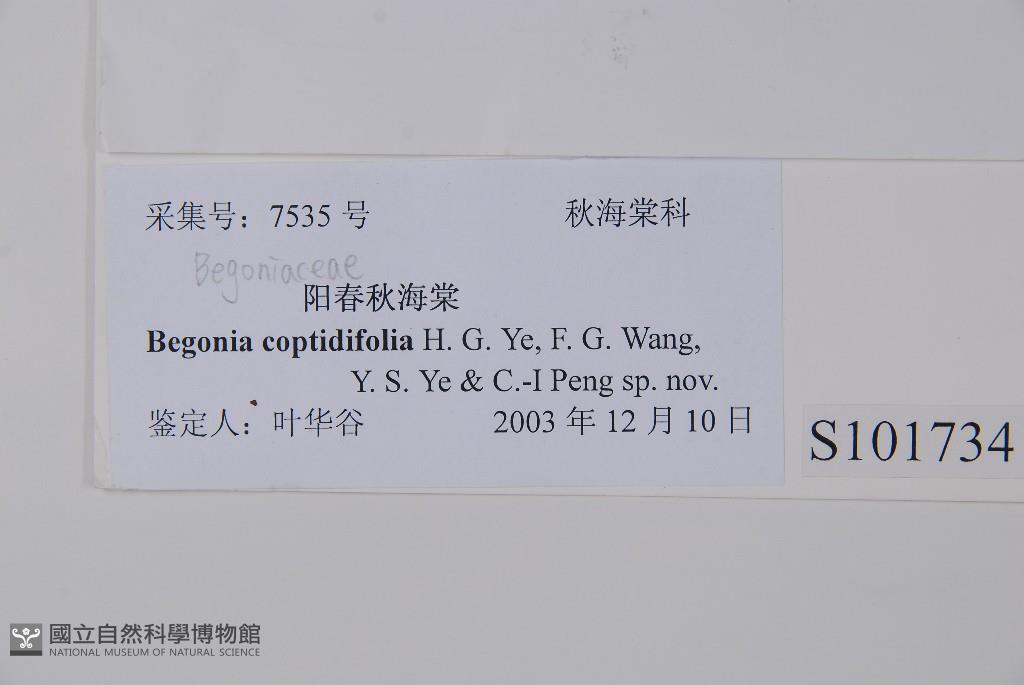 采集号：7535 号 秋海棠科
Begoniaceae
阳春秋海棠
Begonia coptidifolia H. G. Ye, F. G. Wang,
Y. S. Ye & C.-I Peng sp. nov.
鉴定人：叶华谷 2003 年 12 月 10 日
S101734
國立自然科學博物館
NATIONAL MUSEUM OF NATURAL SCIENCE